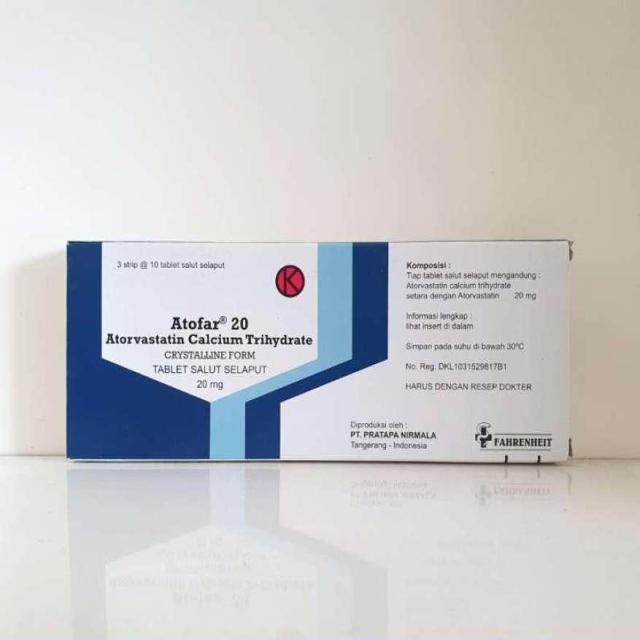 3 strip @ 10 tablet salut selaput
K
Atofar® 20
Atorvastatin Calcium Trihydrate
CRYSTALLINE FORM
TABLET SALUT SELAPUT
20 mg
Komposisi :
Tiap tablet salut selaput mengandung :
Atorvastatin calcium trihydrate
setara dengan Atorvastatin 20 mg
Informasi lengkap :
lihat insert di dalam
Simpan pada suhu di bawah 30ºC
No. Reg. DKL1031529817B1
HARUS DENGAN RESEP DOKTER
Diproduksi oleh :
PT. PRATAPA NIRMALA
Tangerang - Indonesia
FAHRENHEIT